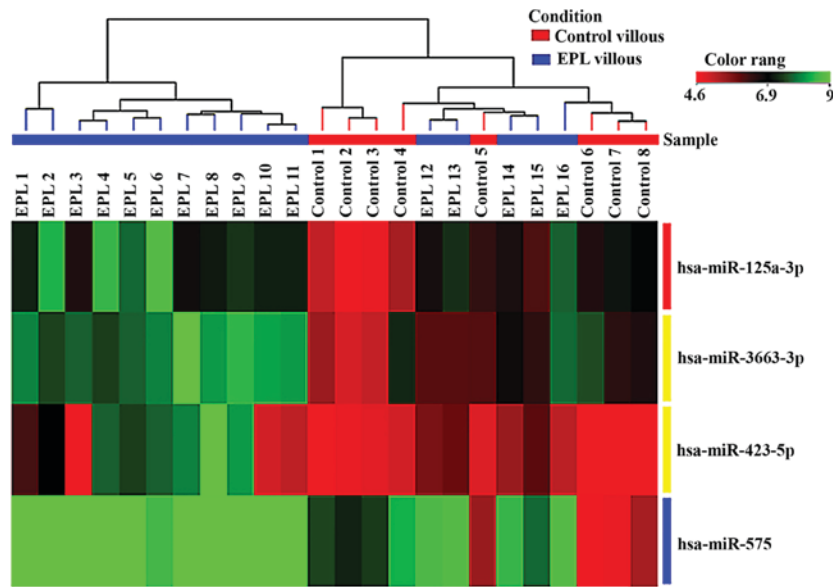 Condition
Control villous
EPL villous
Color rang
4.6
6.9
9
Sample
EPL 1
EPL 2
EPL 3
EPL 4
EPL 5
EPL 6
EPL 7
EPL 8
EPL 9
EPL 10
EPL 11
Control 1
Control 2
Control 3
Control 4
EPL 12
EPL 13
Control 5
EPL 14
EPL 15
EPL 16
Control 6
Control 7
Control 8
hsa-miR-125a-3p
hsa-miR-3663-3p
hsa-miR-423-5p
hsa-miR-575